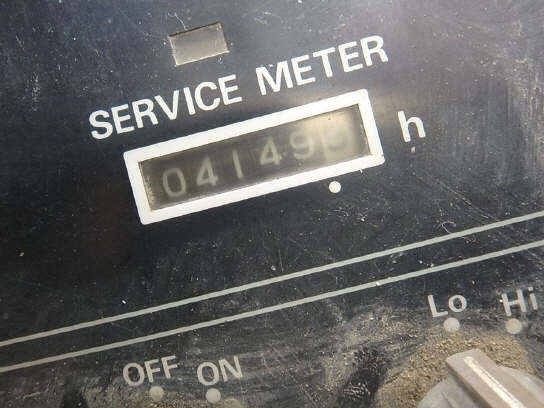 SERVICE METER
04149 h
Lo Hi
OFF ON